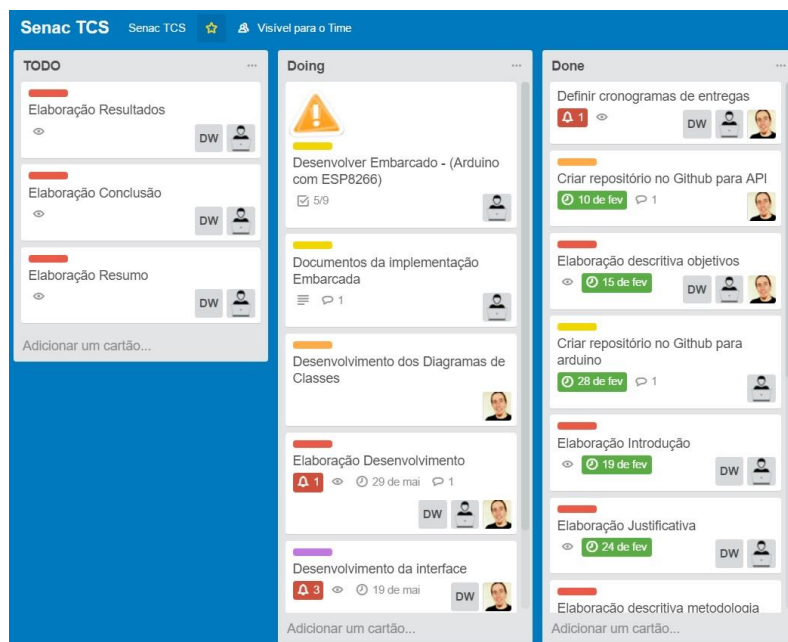 Senac TCS Senac TCS Visível para o Time
TODO ...
Elaboração Resultados
DW
Elaboração Conclusão
DW
Elaboração Resumo
DW
Adicionar um cartão...
Doing ...
Desenvolver Embarcado - (Arduino
com ESP8266)
5/9
Documentos da implementação
Embarcada
1
Desenvolvimento dos Diagramas de
Classes
Elaboração Desenvolvimento
1 29 de mai 1
DW
Desenvolvimento da interface
3 19 de mai
DW
Adicionar um cartão...
Done ...
Definir cronogramas de entregas
1
DW
Criar repositório no Github para API
10 de fev 1
Elaboração descritiva objetivos
15 de fev
DW
Criar repositório no Github para
arduino
28 de fev 1
Elaboração Introdução
19 de fev
DW
Elaboração Justificativa
24 de fev
DW
Elaboração descritiva metodologia
Adicionar um cartão...